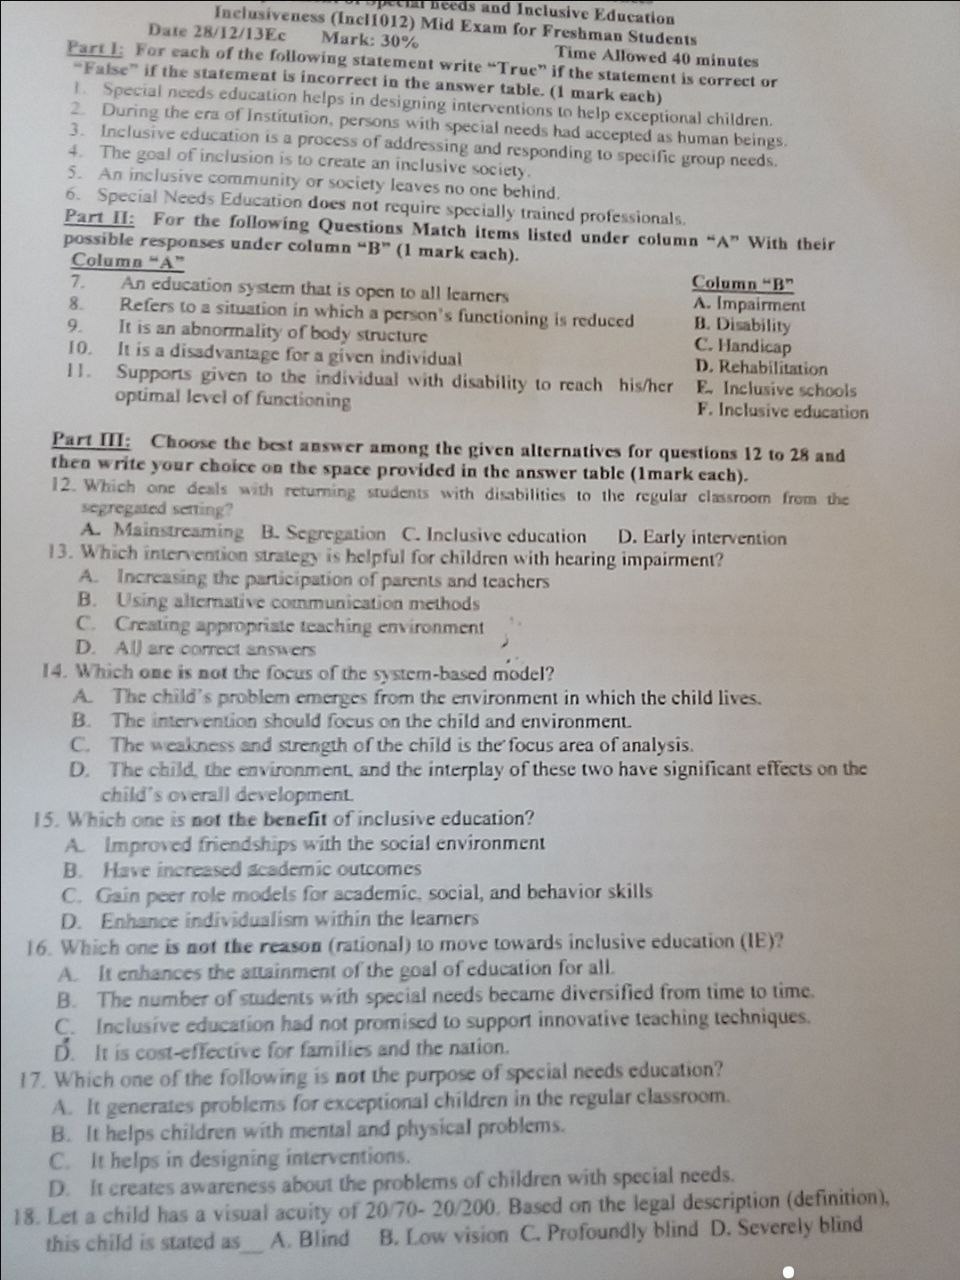 Special needs and Inclusive Education
Inclusiveness (Incl1012) Mid Exam for Freshman Students
Date 28/12/13Ec Mark: 30% Time Allowed 40 minutes
Part I: For each of the following statement write “True” if the statement is correct or
“False” if the statement is incorrect in the answer table. (1 mark each)
1. Special needs education helps in designing interventions to help exceptional children.
2. During the era of Institution, persons with special needs had accepted as human beings.
3. Inclusive education is a process of addressing and responding to specific group needs.
4. The goal of inclusion is to create an inclusive society.
5. An inclusive community or society leaves no one behind.
6. Special Needs Education does not require specially trained professionals.
Part II: For the following Questions Match items listed under column “A” With their
possible responses under column “B” (1 mark each).
Column “A”
7. An education system that is open to all learners
8. Refers to a situation in which a person's functioning is reduced
9. It is an abnormality of body structure
10. It is a disadvantage for a given individual
11. Supports given to the individual with disability to reach his/her
optimal level of functioning
Column “B”
A. Impairment
B. Disability
C. Handicap
D. Rehabilitation
E. Inclusive schools
F. Inclusive education
Part III: Choose the best answer among the given alternatives for questions 12 to 28 and
then write your choice on the space provided in the answer table (1mark each).
12. Which one deals with returning students with disabilities to the regular classroom from the
segregated setting?
A. Mainstreaming B. Segregation C. Inclusive education D. Early intervention
13. Which intervention strategy is helpful for children with hearing impairment?
A. Increasing the participation of parents and teachers
B. Using alternative communication methods
C. Creating appropriate teaching environment
D. All are correct answers
14. Which one is not the focus of the system-based model?
A. The child's problem emerges from the environment in which the child lives.
B. The intervention should focus on the child and environment.
C. The weakness and strength of the child is the focus area of analysis.
D. The child, the environment, and the interplay of these two have significant effects on the
child's overall development.
15. Which one is not the benefit of inclusive education?
A. Improved friendships with the social environment
B. Have increased academic outcomes
C. Gain peer role models for academic, social, and behavior skills
D. Enhance individualism within the learners
16. Which one is not the reason (rational) to move towards inclusive education (IE)?
A. It enhances the attainment of the goal of education for all.
B. The number of students with special needs became diversified from time to time.
C. Inclusive education had not promised to support innovative teaching techniques.
D. It is cost-effective for families and the nation.
17. Which one of the following is not the purpose of special needs education?
A. It generates problems for exceptional children in the regular classroom.
B. It helps children with mental and physical problems.
C. It helps in designing interventions.
D. It creates awareness about the problems of children with special needs.
18. Let a child has a visual acuity of 20/70- 20/200. Based on the legal description (definition),
this child is stated as__ A. Blind B. Low vision C. Profoundly blind D. Severely blind